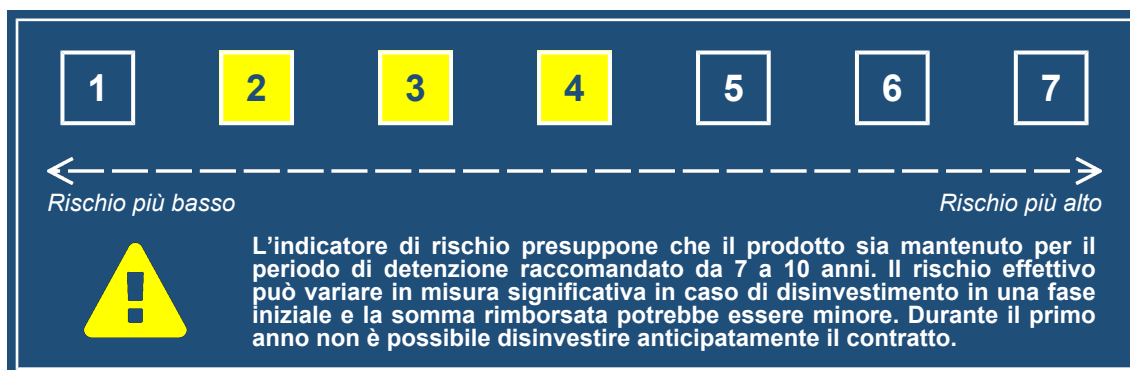 1 2 3 4 5 6 7
Rischio più basso Rischio più alto
L'indicatore di rischio presuppone che il prodotto sia mantenuto per il
periodo di detenzione raccomandato da 7 a 10 anni. Il rischio effettivo
può variare in misura significativa in caso di disinvestimento in una fase
iniziale e la somma rimborsata potrebbe essere minore. Durante il primo
anno non è possibile disinvestire anticipatamente il contratto.